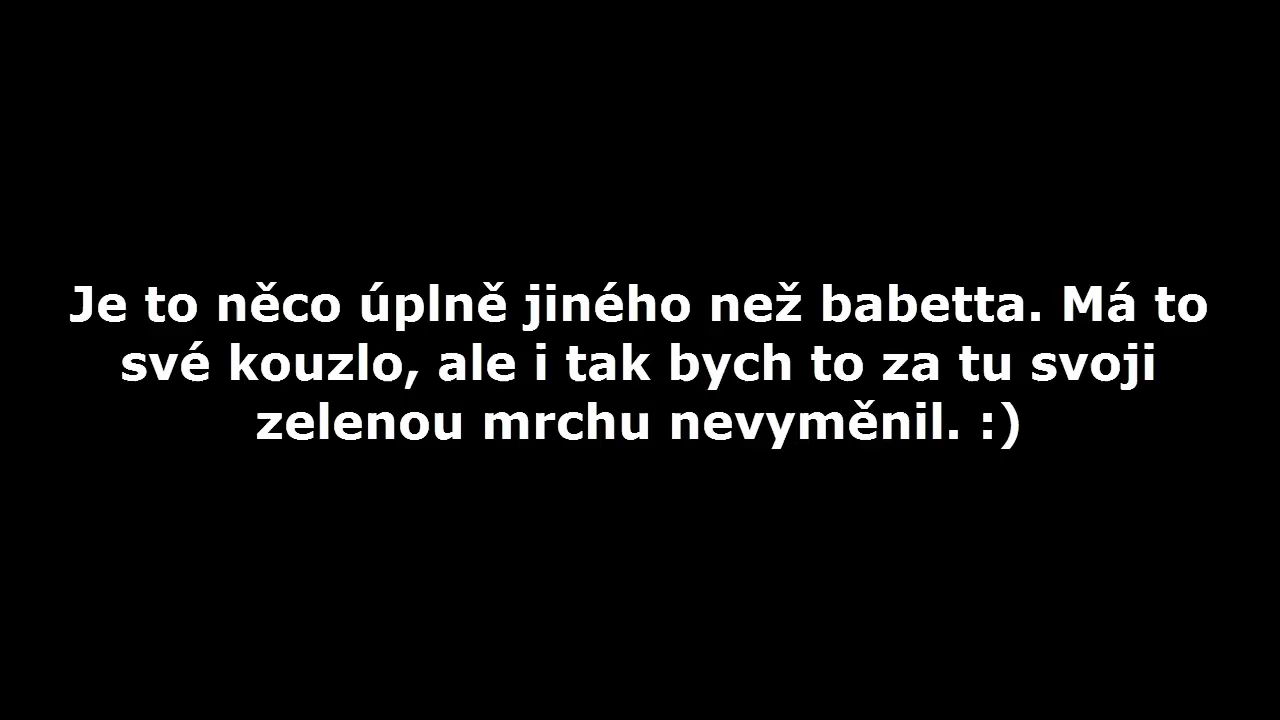 Je to něco úplně jiného než babetta. Má to
své kouzlo, ale i tak bych to za tu svoji
zelenou mrchu nevyměnil. :)